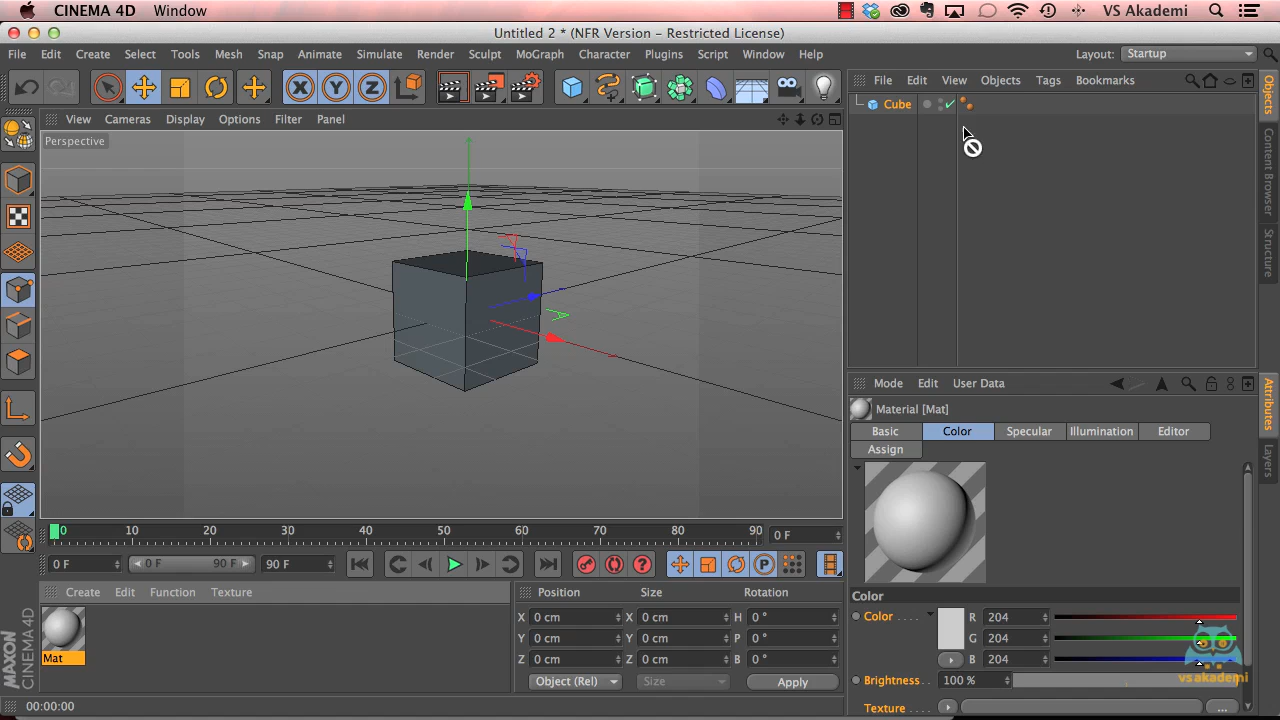 CINEMA 4D Window VS Akademi
Untitled 2 * (NFR Version - Restricted License)
File Edit Create Select Tools Mesh Snap Animate Simulate Render Sculpt MoGraph Character Plugins Script Window Help Layout: Startup
X Y Z
File Edit View Objects Tags Bookmarks
Cube
View Cameras Display Options Filter Panel
Perspective
Objects
Content Browser
Structure
Mode Edit User Data
Material [Mat]
Basic Color Specular Illumination Editor
Assign
Attributes
Layers
0 10 20 30 40 50 60 70 80 90 0 F
0 F 0 F 90 F 90 F P
Create Edit Function Texture
Mat
Position Size Rotation
X 0 cm X 0 cm H 0 °
Y 0 cm Y 0 cm P 0 °
Z 0 cm Z 0 cm B 0 °
Object (Rel) Size Apply
Color
Color . . . . R 204
G 204
B 204
Brightness . . 100 %
Texture . . . . ...
vsakademi
MAXON CINEMA 4D
00:00:00